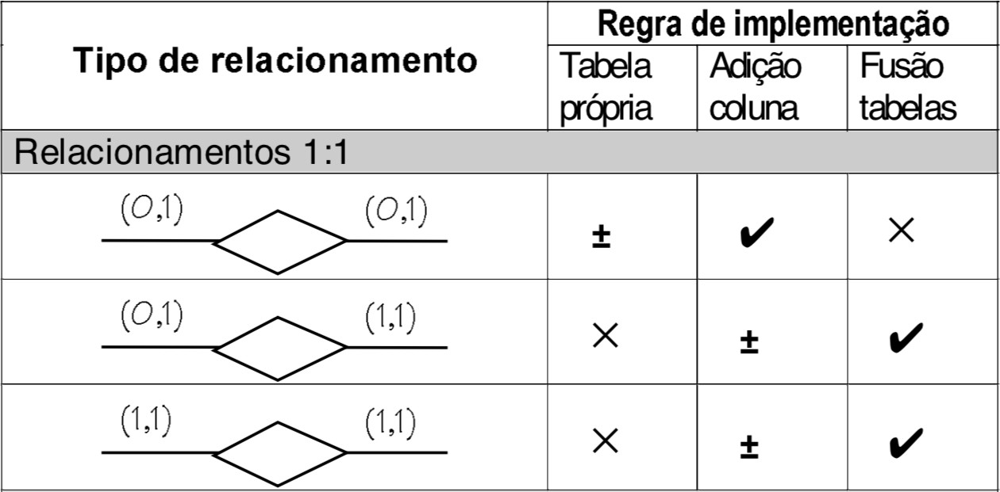 Tipo de relacionamento
Regra de implementação
Tabela própria
Adição coluna
Fusão tabelas
Relacionamentos 1:1
(0,1) (0,1) ± ✔ ×
(0,1) (1,1) × ± ✔
(1,1) (1,1) × ± ✔